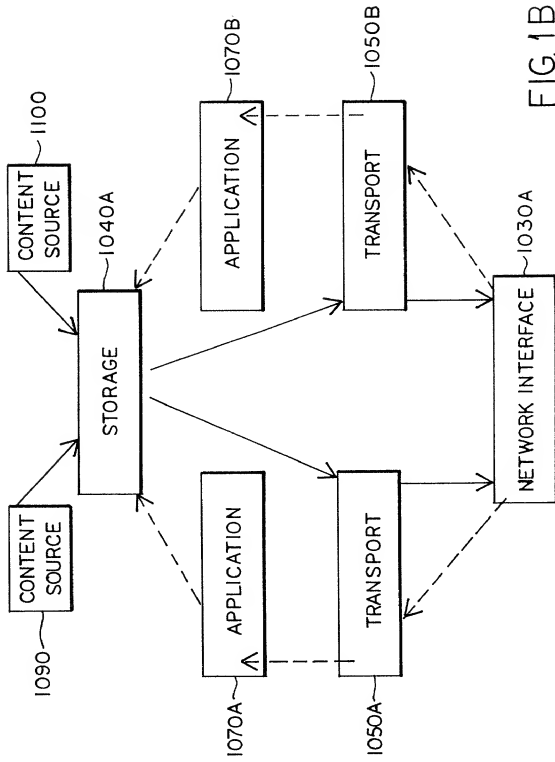 1090
CONTENT
SOURCE
CONTENT
SOURCE
1100
STORAGE
1040A
1070A
APPLICATION
APPLICATION
1070B
1050A
TRANSPORT
TRANSPORT
1050B
NETWORK INTERFACE
1030A
FIG. 1B